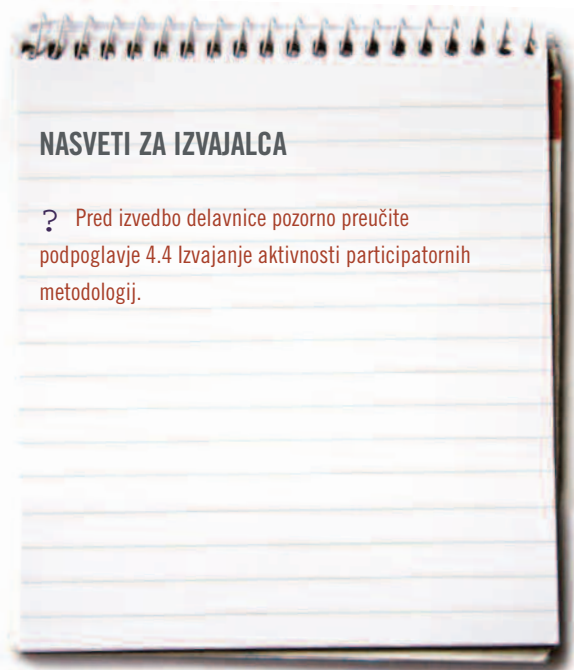 NASVETI ZA IZVAJALCA
? Pred izvedbo delavnice pozorno preučite
podpoglavje 4.4 Izvajanje aktivnosti participatornih
metodologij.